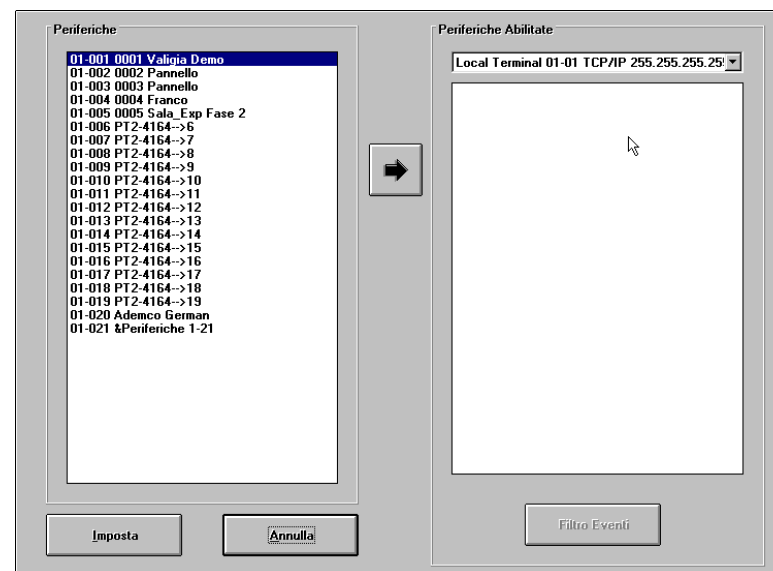 Periferiche
01-001 0001 Valigia Demo
01-002 0002 Pannello
01-003 0003 Pannello
01-004 0004 Franco
01-005 0005 Sala_Exp Fase 2
01-006 PT2-4164-->6
01-007 PT2-4164-->7
01-008 PT2-4164-->8
01-009 PT2-4164-->9
01-010 PT2-4164-->10
01-011 PT2-4164-->11
01-012 PT2-4164-->12
01-013 PT2-4164-->13
01-014 PT2-4164-->14
01-015 PT2-4164-->15
01-016 PT2-4164-->16
01-017 PT2-4164-->17
01-018 PT2-4164-->18
01-019 PT2-4164-->19
01-020 Ademco German
01-021 &Periferiche 1-21
Imposta
Annulla
Periferiche Abilitate
Local Terminal 01-01 TCP/IP 255.255.255.25
Filtro Eventi